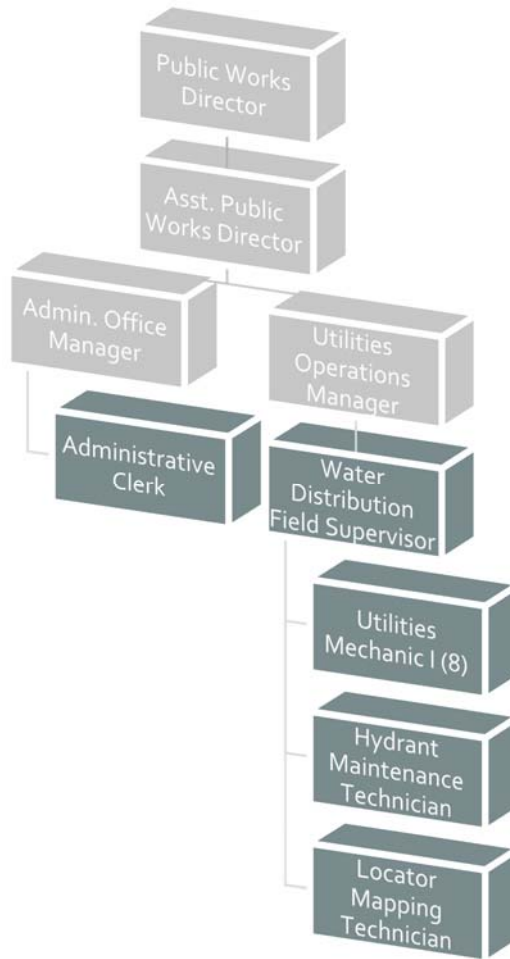 Public Works
Director
Asst. Public
Works Director
Admin. Office
Manager
Utilities
Operations
Manager
Administrative
Clerk
Water
Distribution
Field Supervisor
Utilities
Mechanic I (8)
Hydrant
Maintenance
Technician
Locator
Mapping
Technician